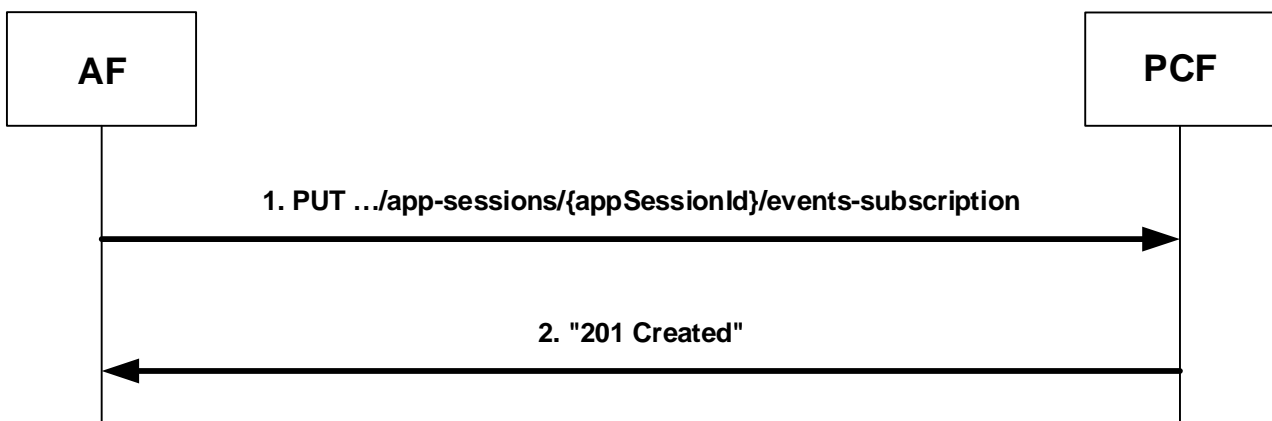 AF
PCF
1. PUT …/app-sessions/{appSessionId}/events-subscription
2. "201 Created"